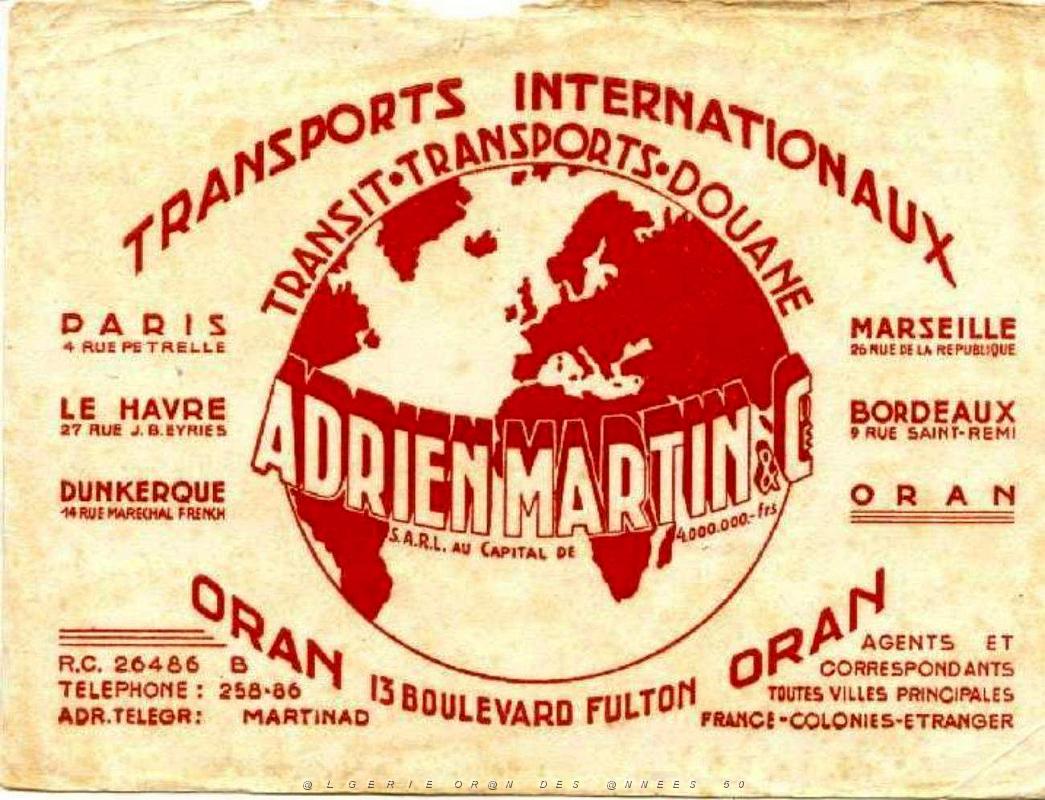 TRANSPORTS INTERNATIONAUX
TRANSIT•TRANSPORTS•DOUANE
PARIS
4 RUE PETRELLE
LE HAVRE
27 RUE J.B.EYRIES
DUNKERQUE
14 RUE MARECHAL FRENCH
MARSEILLE
26 RUE DE LA REPUBLIQUE
BORDEAUX
9 RUE SAINT-REMI
ORAN
ADRIEN MARTIN & CIE
S.A.R.L. AU CAPITAL DE 4.000.000.-frs
ORAN
13 BOULEVARD FULTON
ORAN
R.C. 26486 B
TELEPHONE : 258-86
ADR.TELEGR: MARTINAD
AGENTS ET
CORRESPONDANTS
TOUTES VILLES PRINCIPALES
FRANCE-COLONIES-ETRANGER
@LGERIE OR@N DES @NNEES 50